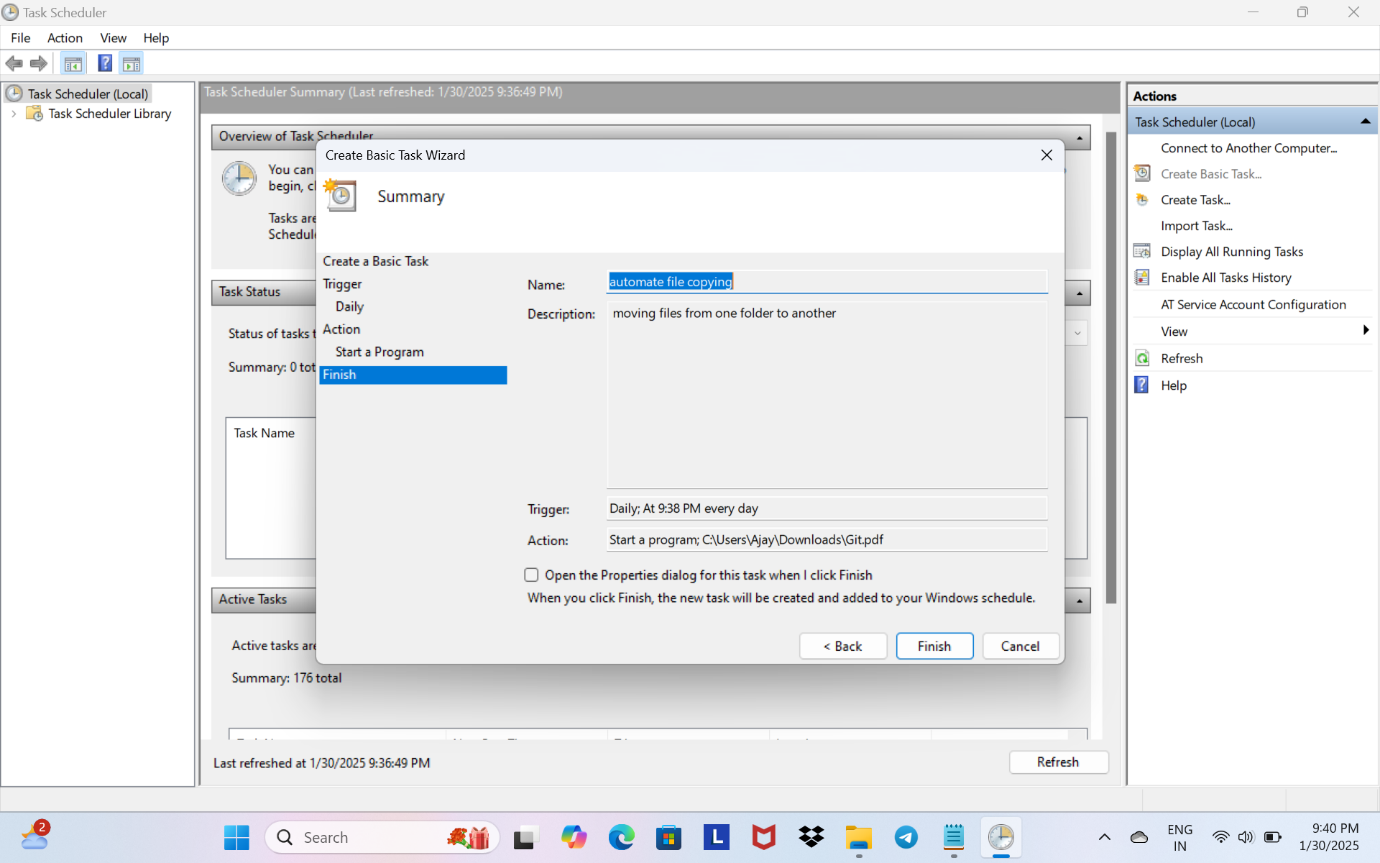 Task Scheduler
File Action View Help
Task Scheduler (Local)
Task Scheduler Library
Task Scheduler Summary (Last refreshed: 1/30/2025 9:36:49 PM)
Overview of Task Scheduler
You can
begin, cl
Tasks are
Schedule
Task Status
Status of tasks t
Summary: 0 tot
Task Name
Active Tasks
Active tasks are
Summary: 176 total
Last refreshed at 1/30/2025 9:36:49 PM
Refresh
Create Basic Task Wizard
Summary
Create a Basic Task
Trigger
Daily
Action
Start a Program
Finish
Name: automate file copying
Description: moving files from one folder to another
Trigger: Daily; At 9:38 PM every day
Action: Start a program; C:\Users\Ajay\Downloads\Git.pdf
Open the Properties dialog for this task when I click Finish
When you click Finish, the new task will be created and added to your Windows schedule.
< Back Finish Cancel
Actions
Task Scheduler (Local)
Connect to Another Computer...
Create Basic Task...
Create Task...
Import Task...
Display All Running Tasks
Enable All Tasks History
AT Service Account Configuration
View
Refresh
Help
2
Search
L
ENG
IN
9:40 PM
1/30/2025